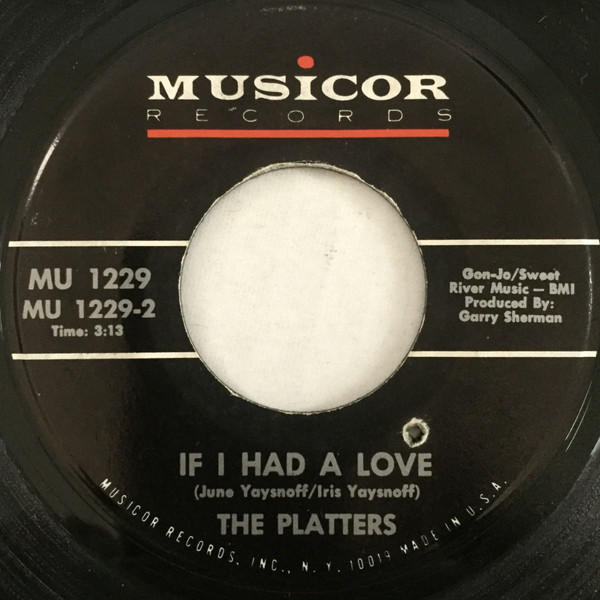 MUSICOR
RECORDS
MU 1229
MU 1229-2
Time: 3:13
Gon-Jo/Sweet
River Music — BMI
Produced By:
Garry Sherman
IF I HAD A LOVE
(June Yaysnoff/Iris Yaysnoff)
THE PLATTERS
MUSICOR RECORDS, INC., N. Y. 10019 MADE IN U.S.A.